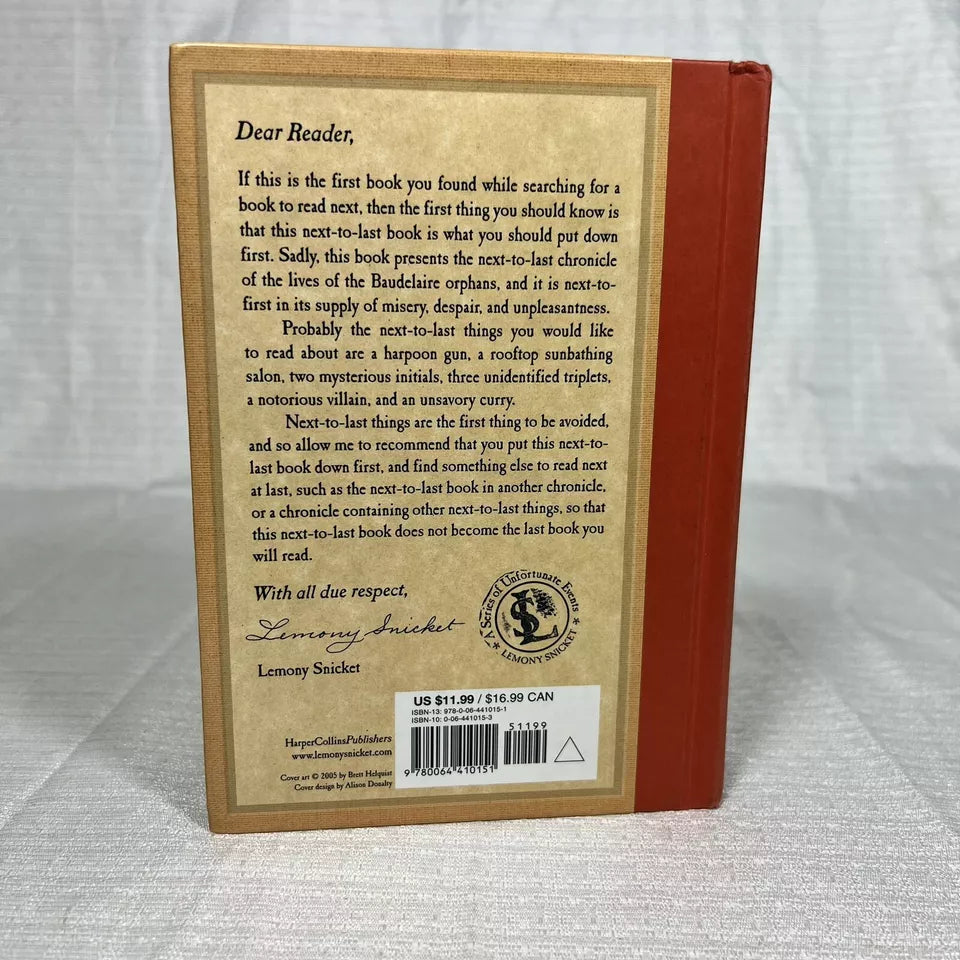 Dear Reader,
If this is the first book you found while searching for a
book to read next, then the first thing you should know is
that this next-to-last book is what you should put down
first. Sadly, this book presents the next-to-last chronicle
of the lives of the Baudelaire orphans, and it is next-to-
first in its supply of misery, despair, and unpleasantness.
Probably the next-to-last things you would like
to read about are a harpoon gun, a rooftop sunbathing
salon, two mysterious initials, three unidentified triplets,
a notorious villain, and an unsavory curry.
Next-to-last things are the first thing to be avoided,
and so allow me to recommend that you put this next-to-
last book down first, and find something else to read next
at last, such as the next-to-last book in another chronicle,
or a chronicle containing other next-to-last things, so that
this next-to-last book does not become the last book you
will read.
With all due respect,
Lemony Snicket
Lemony Snicket
A Series of Unfortunate Events
LS
★ LEMONY SNICKET ★
US $11.99 / $16.99 CAN
ISBN-13: 978-0-06-441015-1
ISBN-10: 0-06-441015-3
51199
9 780064 410151
HarperCollinsPublishers
www.lemonysnicket.com
Cover art © 2005 by Brett Helquist
Cover design by Alison Donalty